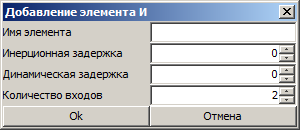 Добавление элемента И
Имя элемента
Инерционная задержка 0
Динамическая задержка 0
Количество входов 2
Ok Отмена